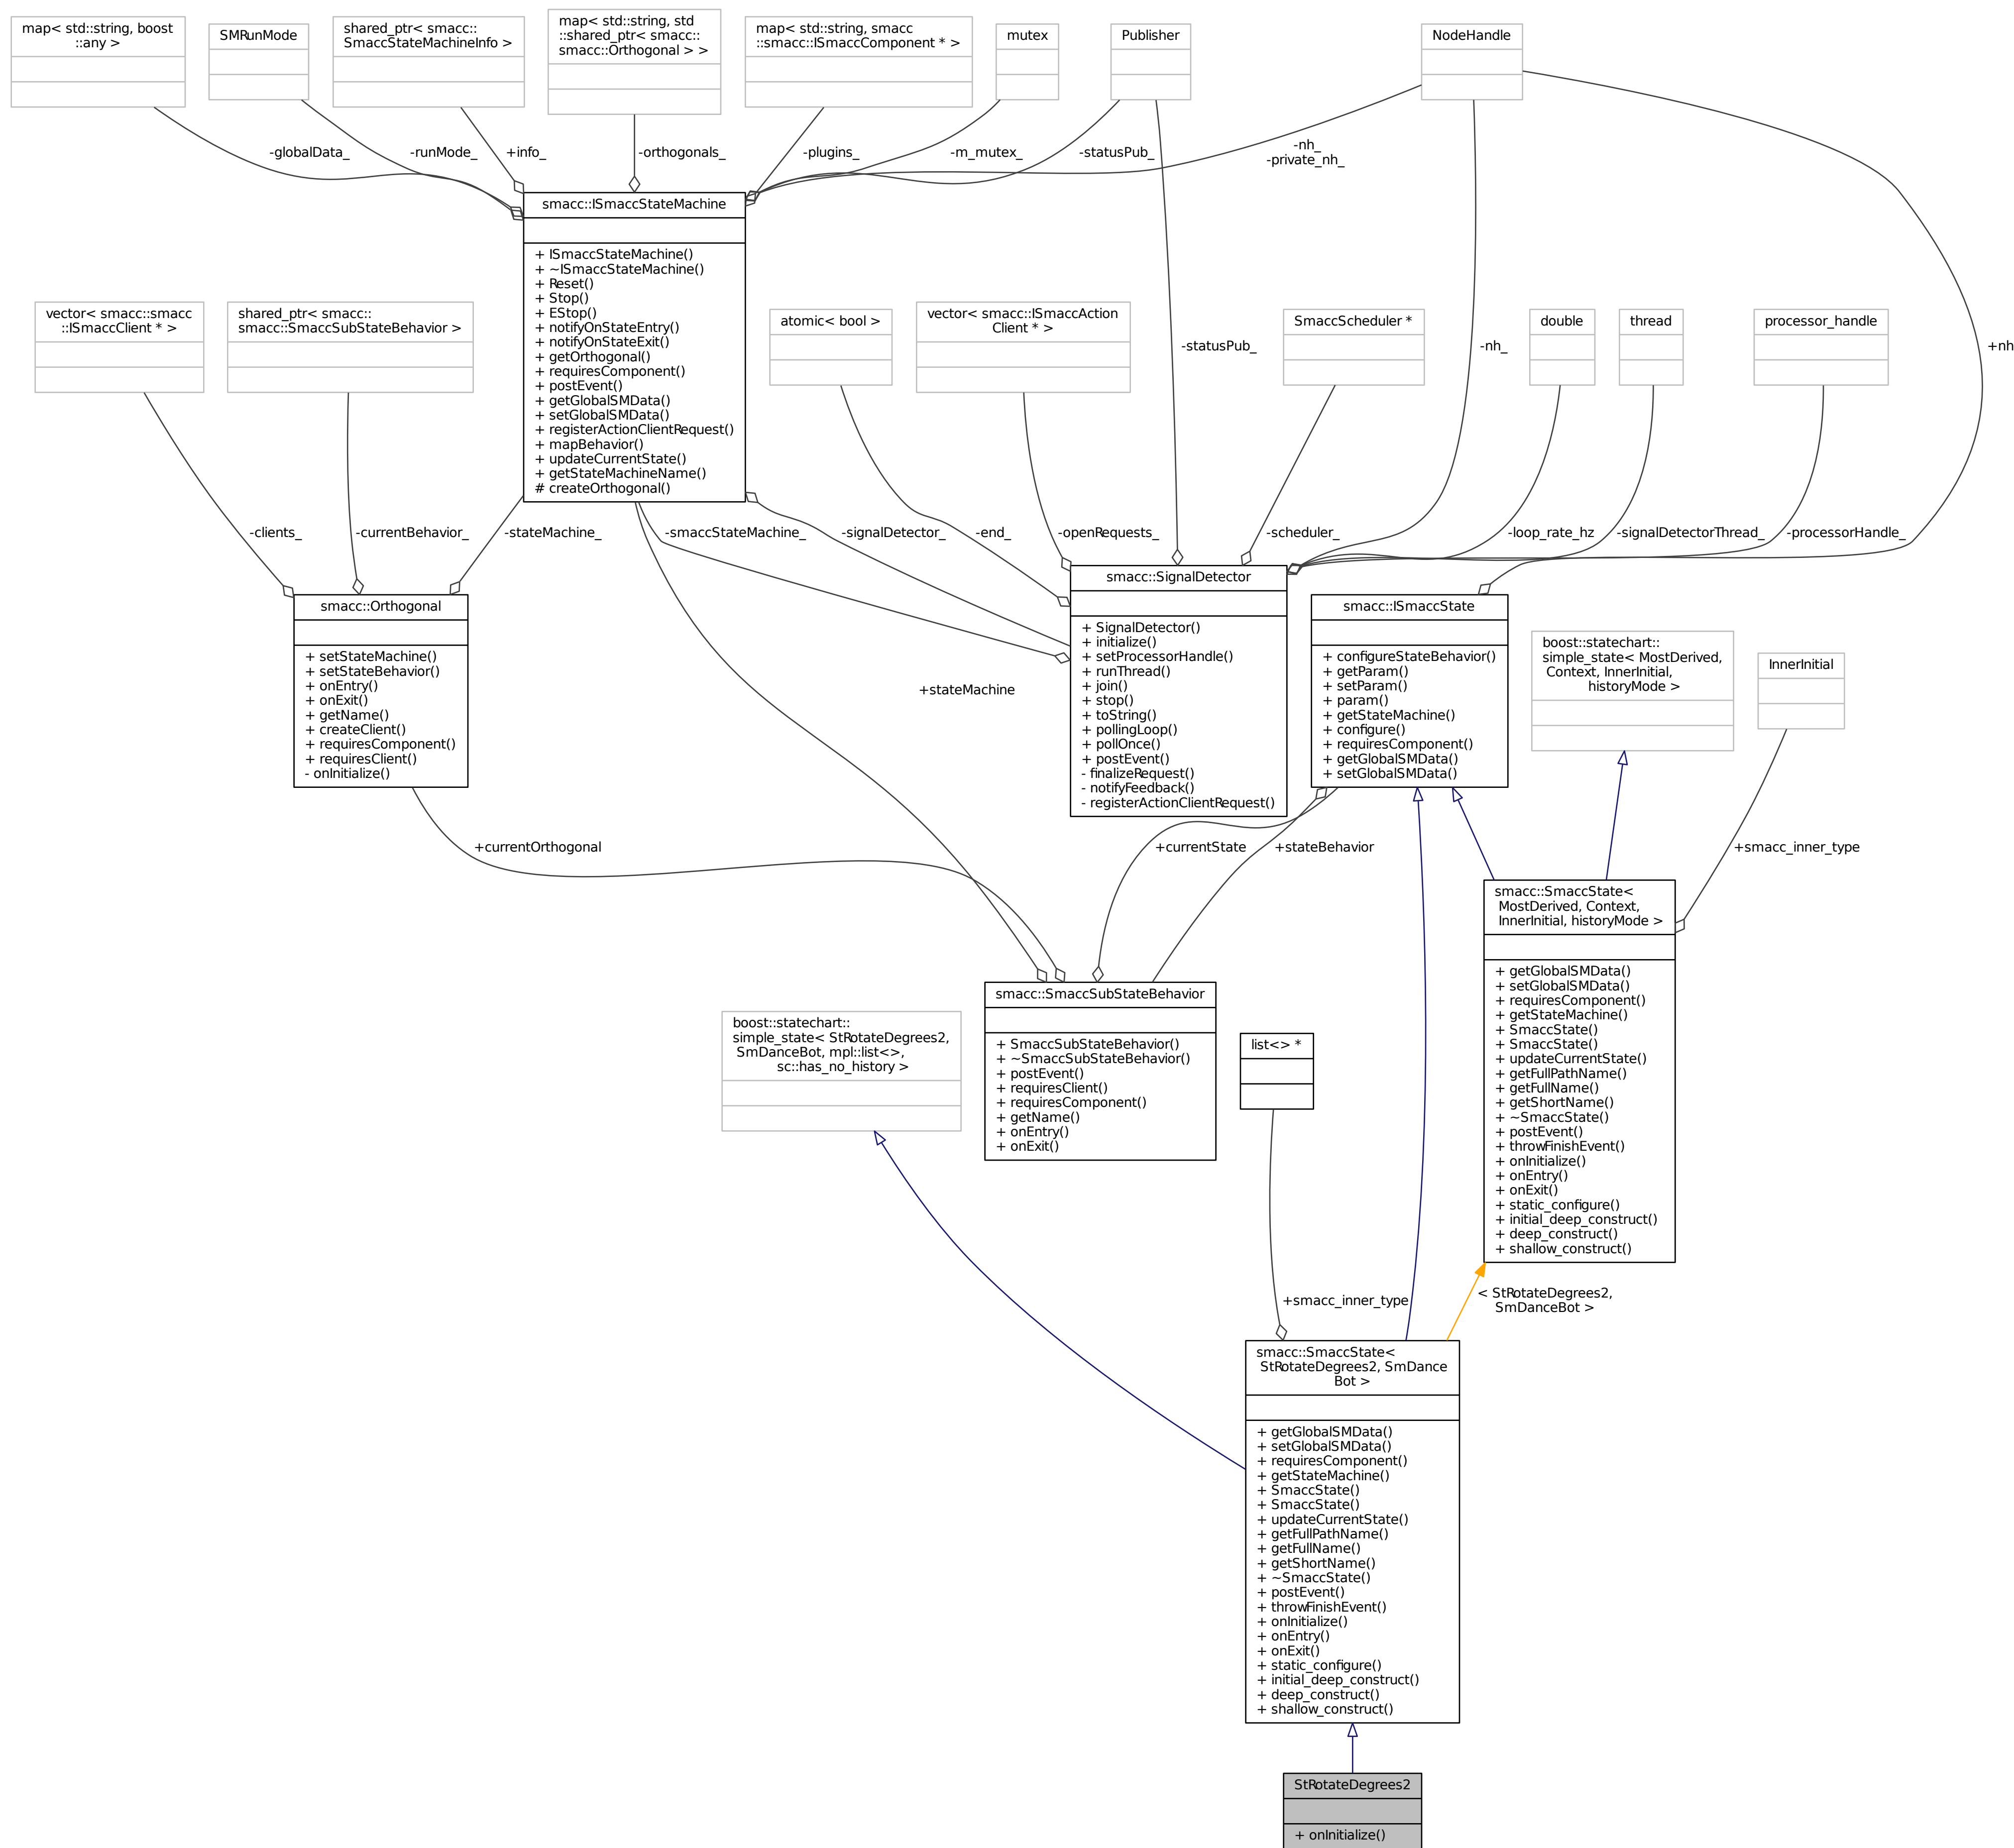 map< std::string, boost
::any >
SMRunMode
shared_ptr< smacc::
SmaccStateMachineInfo >
map< std::string, std
::shared_ptr< smacc::
smacc::Orthogonal > >
map< std::string, smacc
::smacc::ISmaccComponent * >
mutex
Publisher
NodeHandle
-globalData_
-runMode_
+info_
-orthogonals_
-plugins_
-m_mutex_
-statusPub_
-nh_
-private_nh_
smacc::ISmaccStateMachine
+ ISmaccStateMachine()
+ ~ISmaccStateMachine()
+ Reset()
+ Stop()
+ EStop()
+ notifyOnStateEntry()
+ notifyOnStateExit()
+ getOrthogonal()
+ requiresComponent()
+ postEvent()
+ getGlobalSMData()
+ setGlobalSMData()
+ registerActionClientRequest()
+ mapBehavior()
+ updateCurrentState()
+ getStateMachineName()
# createOrthogonal()
vector< smacc::smacc
::ISmaccClient * >
shared_ptr< smacc::
smacc::SmaccSubStateBehavior >
atomic< bool >
vector< smacc::ISmaccAction
Client * >
SmaccScheduler *
double
thread
processor_handle
-statusPub_
-nh_
+nh
-clients_
-currentBehavior_
-stateMachine_
-smaccStateMachine_
-signalDetector_
-end_
-openRequests_
-scheduler_
-loop_rate_hz
-signalDetectorThread_
-processorHandle_
smacc::Orthogonal
+ setStateMachine()
+ setStateBehavior()
+ onEntry()
+ onExit()
+ getName()
+ createClient()
+ requiresComponent()
+ requiresClient()
- onInitialize()
smacc::SignalDetector
+ SignalDetector()
+ initialize()
+ setProcessorHandle()
+ runThread()
+ join()
+ stop()
+ toString()
+ pollingLoop()
+ pollOnce()
+ postEvent()
- finalizeRequest()
- notifyFeedback()
- registerActionClientRequest()
smacc::ISmaccState
+ configureStateBehavior()
+ getParam()
+ setParam()
+ param()
+ getStateMachine()
+ configure()
+ requiresComponent()
+ getGlobalSMData()
+ setGlobalSMData()
boost::statechart::
simple_state< MostDerived,
Context, InnerInitial,
historyMode >
InnerInitial
+stateMachine
+currentOrthogonal
+currentState
+stateBehavior
+smacc_inner_type
smacc::SmaccState<
MostDerived, Context,
InnerInitial, historyMode >
+ getGlobalSMData()
+ setGlobalSMData()
+ requiresComponent()
+ getStateMachine()
+ SmaccState()
+ SmaccState()
+ updateCurrentState()
+ getFullPathName()
+ getFullName()
+ getShortName()
+ ~SmaccState()
+ postEvent()
+ throwFinishEvent()
+ onInitialize()
+ onEntry()
+ onExit()
+ static_configure()
+ initial_deep_construct()
+ deep_construct()
+ shallow_construct()
smacc::SmaccSubStateBehavior
+ SmaccSubStateBehavior()
+ ~SmaccSubStateBehavior()
+ postEvent()
+ requiresClient()
+ requiresComponent()
+ getName()
+ onEntry()
+ onExit()
boost::statechart::
simple_state< StRotateDegrees2,
SmDanceBot, mpl::list<>,
sc::has_no_history >
list<> *
+smacc_inner_type
< StRotateDegrees2,
SmDanceBot >
smacc::SmaccState<
StRotateDegrees2, SmDance
Bot >
+ getGlobalSMData()
+ setGlobalSMData()
+ requiresComponent()
+ getStateMachine()
+ SmaccState()
+ SmaccState()
+ updateCurrentState()
+ getFullPathName()
+ getFullName()
+ getShortName()
+ ~SmaccState()
+ postEvent()
+ throwFinishEvent()
+ onInitialize()
+ onEntry()
+ onExit()
+ static_configure()
+ initial_deep_construct()
+ deep_construct()
+ shallow_construct()
StRotateDegrees2
+ onInitialize()